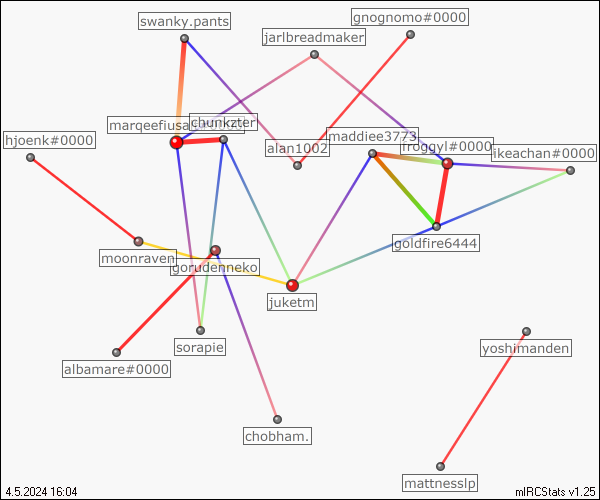 swanky.pants
gnognomo#0000
jarlbreadmaker
chunkzter
maddiee3773
froggyl#0000
hjoenk#0000
alan1002
ikeachan#0000
goldfire6444
moonraven
gorudenneko
juketm
sorapie
yoshimanden
albamare#0000
chobham.
mattnesslp
4.5.2024 16:04
mIRCStats v1.25